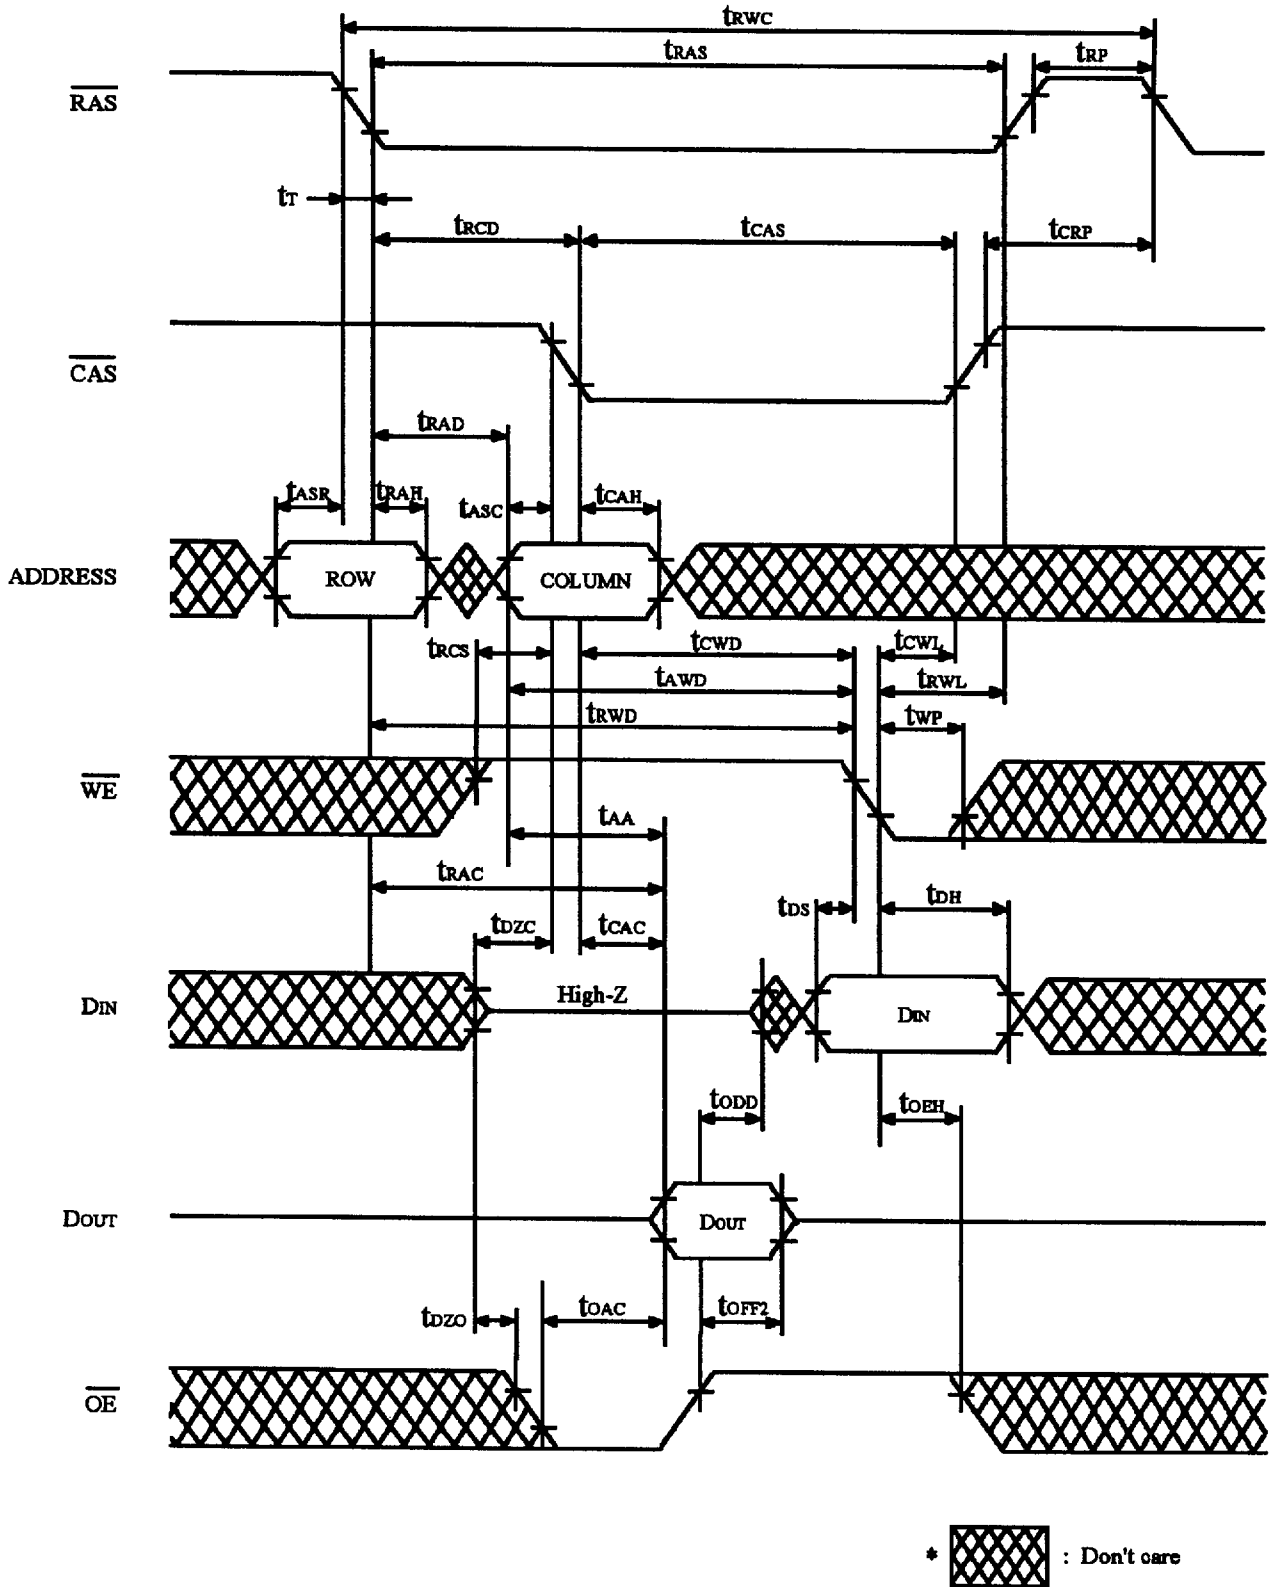 tRWC
tRAS tRP
RAS
tT
tRCD tCAS tCRP
CAS
tRAD
tASR tRAH tASC tCAH
ADDRESS ROW COLUMN
tRCS tCWD tCWL
tAWD tRWL
tRWD tWP
WE
tAA
tRAC tDS tDH
tDZC tCAC
DIN High-Z DIN
tODD tOEH
DOUT DOUT
tDZO tOAC tOFF2
OE
* : Don't care